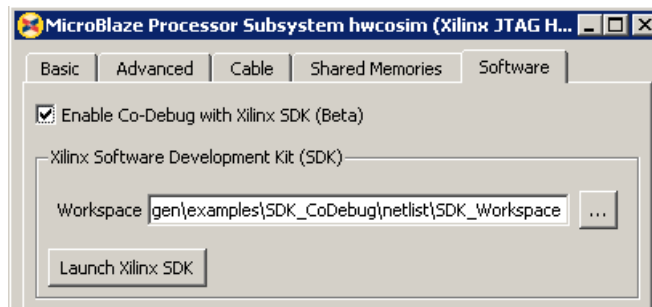 MicroBlaze Processor Subsystem hwcosim (Xilinx JTAG H...
Basic Advanced Cable Shared Memories Software
Enable Co-Debug with Xilinx SDK (Beta)
Xilinx Software Development Kit (SDK)
Workspace gen\examples\SDK_CoDebug\netlist\SDK_Workspace ...
Launch Xilinx SDK